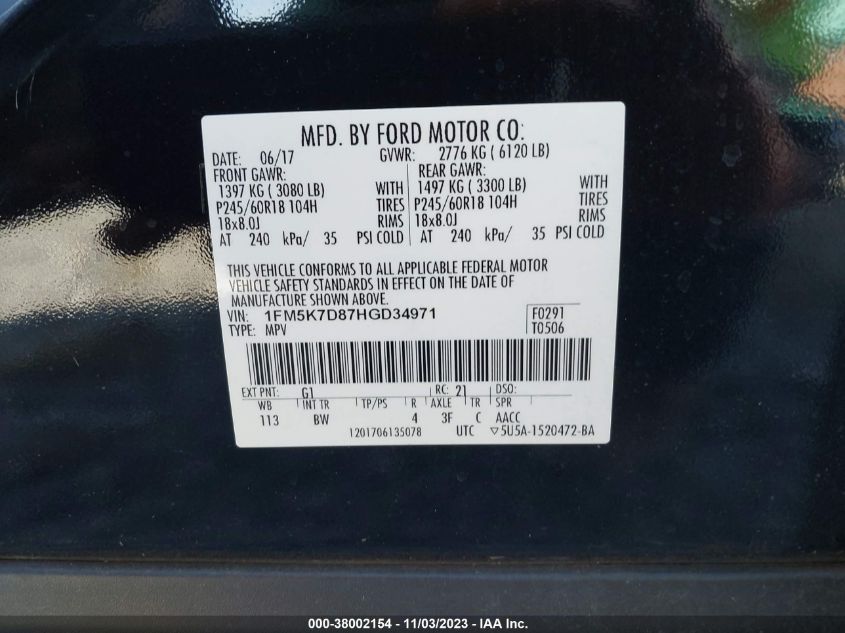 MFD. BY FORD MOTOR CO:
DATE: 06/17 GVWR: 2776 KG ( 6120 LB)
FRONT GAWR: REAR GAWR:
1397 KG ( 3080 LB) WITH 1497 KG ( 3300 LB) WITH
P245/60R18 104H TIRES P245/60R18 104H TIRES
18x8.0J RIMS 18x8.0J RIMS
AT 240 kPa/ 35 PSI COLD AT 240 kPa/ 35 PSI COLD
THIS VEHICLE CONFORMS TO ALL APPLICABLE FEDERAL MOTOR
VEHICLE SAFETY STANDARDS IN EFFECT ON THE DATE OF
MANUFACTURE SHOWN ABOVE.
VIN: 1FM5K7D87HGD34971 F0291
TYPE: MPV T0506
EXT PNT: G1 RC: 21 DSO:
WB INT TR TP/PS R AXLE TR SPR
113 BW 4 3F C AACC
1201706135078 UTC ▽5U5A-1520472-BA
000-38002154 - 11/03/2023 - IAA Inc.